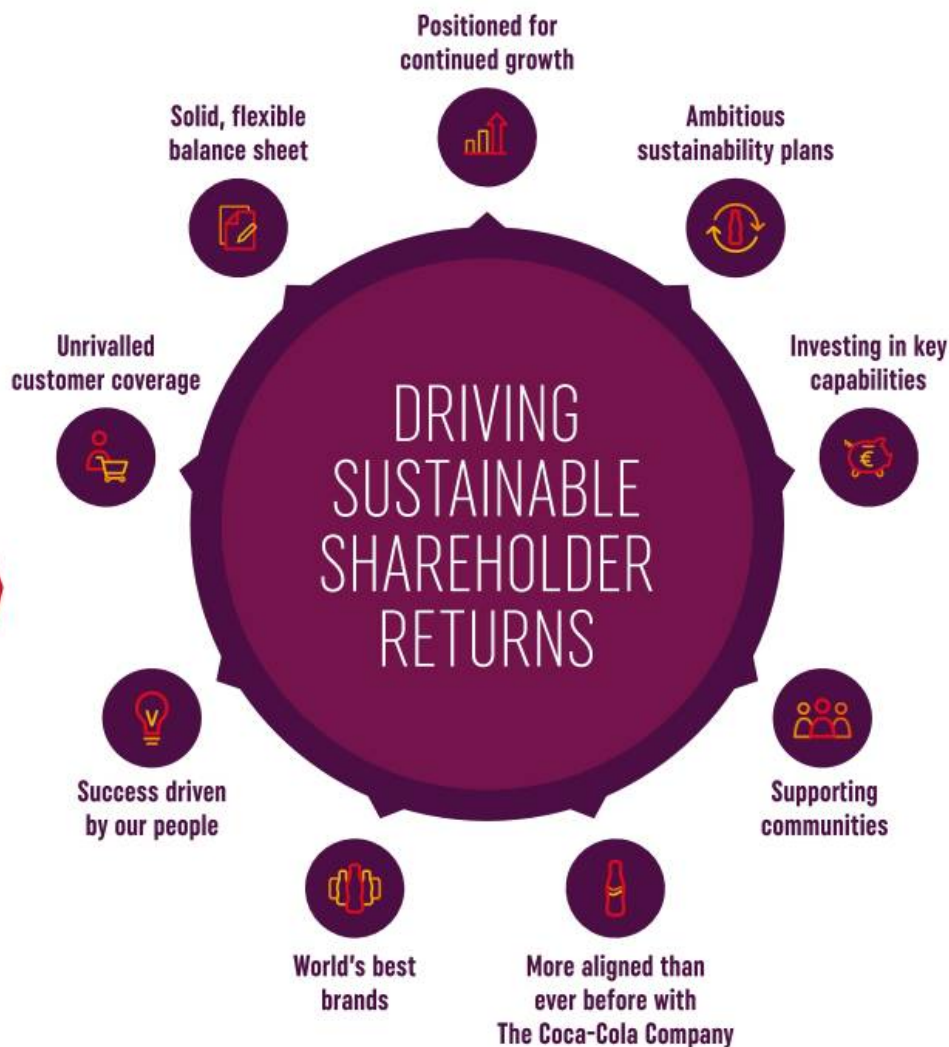 Positioned for
continued growth
Solid, flexible
balance sheet
Ambitious
sustainability plans
Unrivalled
customer coverage
Investing in key
capabilities
€
DRIVING
SUSTAINABLE
SHAREHOLDER
RETURNS
V
Success driven
by our people
Supporting
communities
World's best
brands
More aligned than
ever before with
The Coca-Cola Company